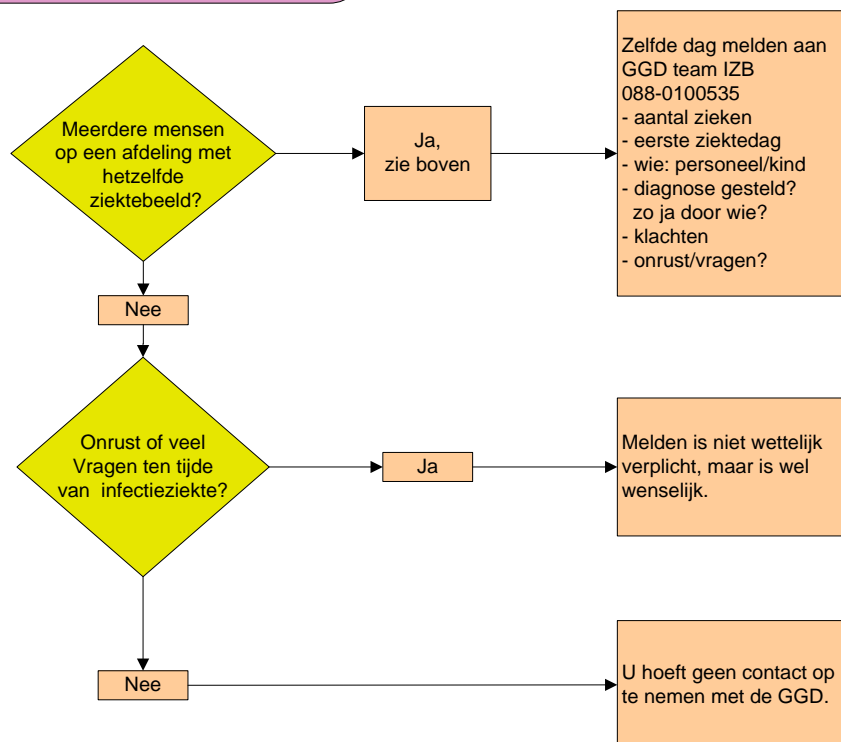 Meerdere mensen
op een afdeling met
hetzelfde
ziektebeeld?
Ja,
zie boven
Zelfde dag melden aan
GGD team IZB
088-0100535
- aantal zieken
- eerste ziektedag
- wie: personeel/kind
- diagnose gesteld?
zo ja door wie?
- klachten
- onrust/vragen?
Nee
Onrust of veel
Vragen ten tijde
van infectieziekte?
Ja
Melden is niet wettelijk
verplicht, maar is wel
wenselijk.
Nee
U hoeft geen contact op
te nemen met de GGD.